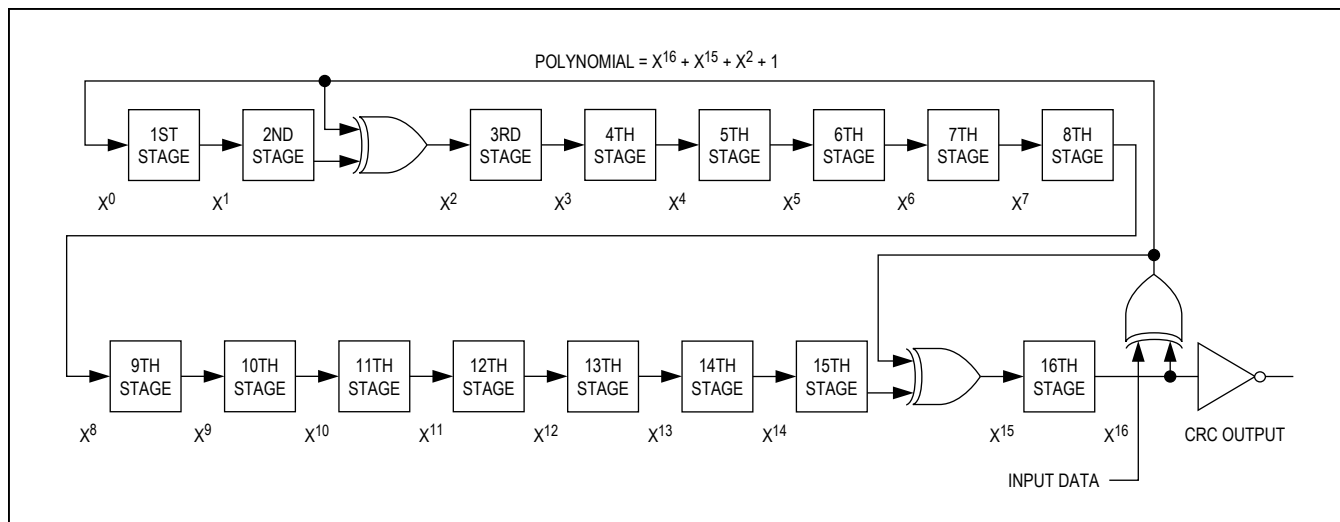 POLYNOMIAL = X¹⁶ + X¹⁵ + X² + 1
1ST STAGE
2ND STAGE
3RD STAGE
4TH STAGE
5TH STAGE
6TH STAGE
7TH STAGE
8TH STAGE
X⁰ X¹ X² X³ X⁴ X⁵ X⁶ X⁷
9TH STAGE
10TH STAGE
11TH STAGE
12TH STAGE
13TH STAGE
14TH STAGE
15TH STAGE
16TH STAGE
X⁸ X⁹ X¹⁰ X¹¹ X¹² X¹³ X¹⁴ X¹⁵ X¹⁶
CRC OUTPUT
INPUT DATA